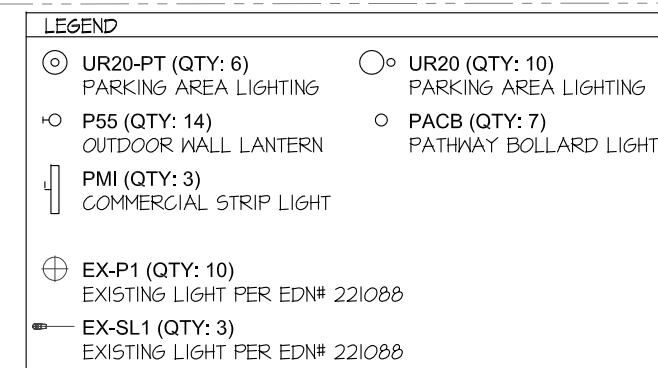 LEGEND
UR20-PT (QTY: 6)
PARKING AREA LIGHTING
UR20 (QTY: 10)
PARKING AREA LIGHTING
P55 (QTY: 14)
OUTDOOR WALL LANTERN
PACB (QTY: 7)
PATHWAY BOLLARD LIGHT
PMI (QTY: 3)
COMMERCIAL STRIP LIGHT
EX-P1 (QTY: 10)
EXISTING LIGHT PER EDN# 221088
EX-SL1 (QTY: 3)
EXISTING LIGHT PER EDN# 221088